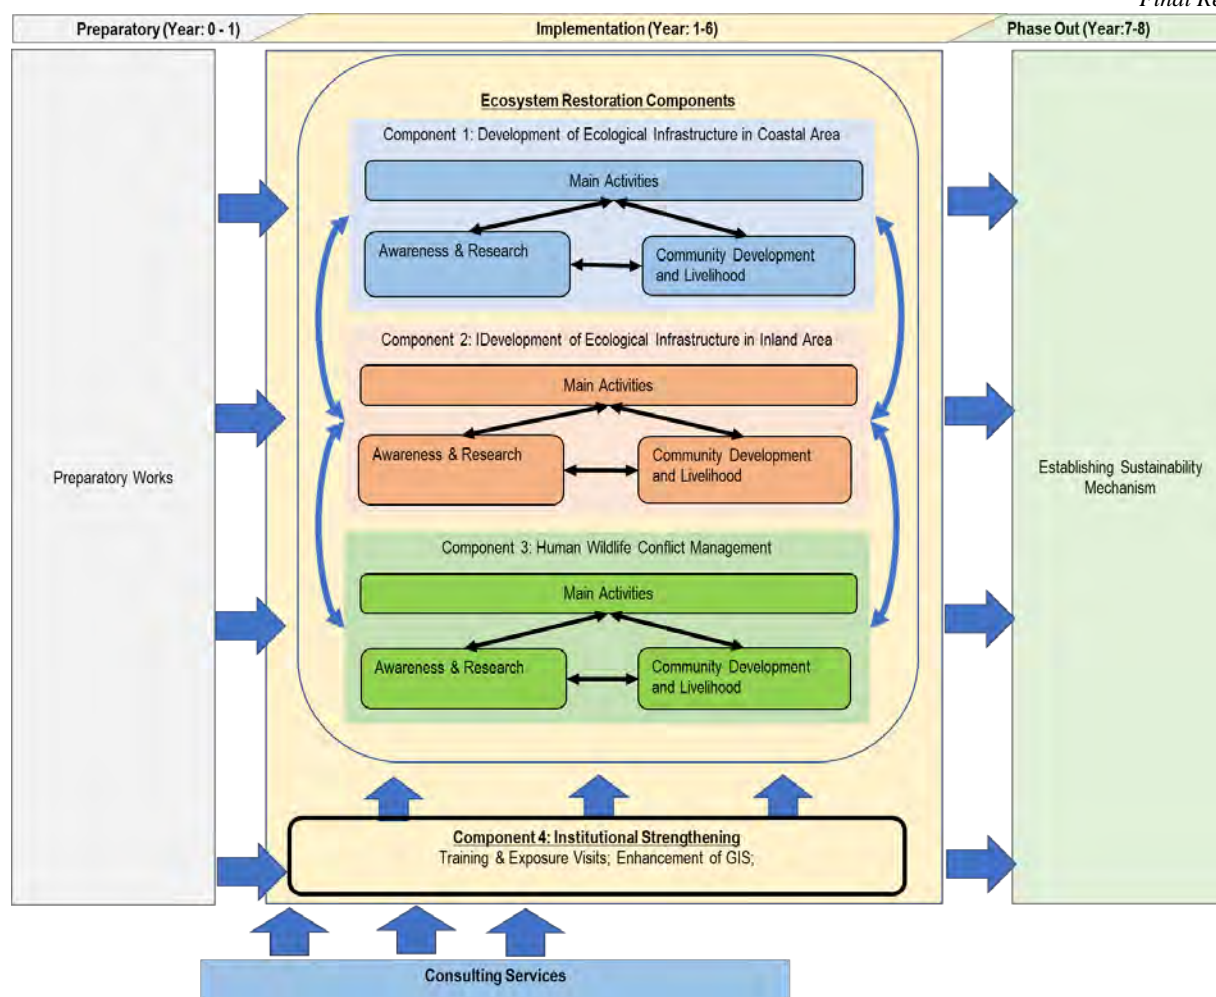 Final Re
Preparatory (Year: 0 - 1)
Implementation (Year: 1-6)
Phase Out (Year:7-8)
Preparatory Works
Ecosystem Restoration Components
Component 1: Development of Ecological Infrastructure in Coastal Area
Main Activities
Awareness & Research
Community Development
and Livelihood
Component 2: IDevelopment of Ecological Infrastructure in Inland Area
Main Activities
Awareness & Research
Community Development
and Livelihood
Component 3: Human Wildlife Conflict Management
Main Activities
Awareness & Research
Community Development
and Livelihood
Component 4: Institutional Strengthening
Training & Exposure Visits; Enhancement of GIS;
Establishing Sustainability
Mechanism
Consulting Services